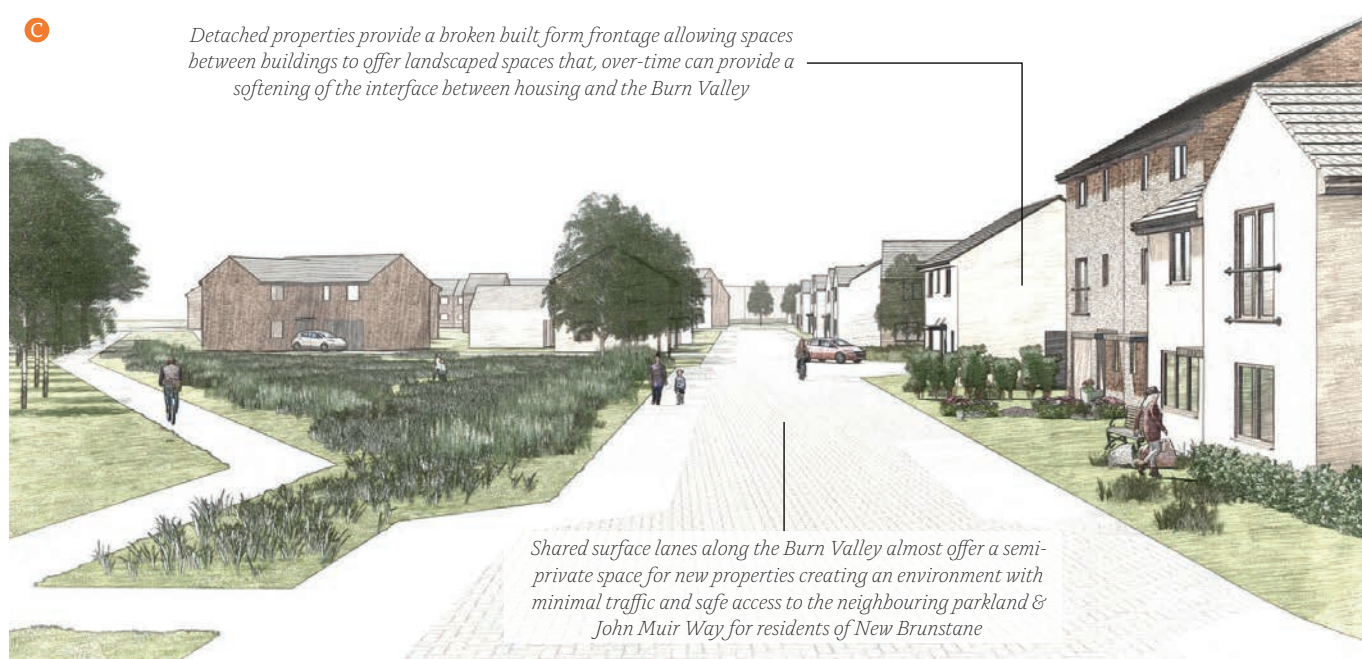 C
Detached properties provide a broken built form frontage allowing spaces
between buildings to offer landscaped spaces that, over-time can provide a
softening of the interface between housing and the Burn Valley
Shared surface lanes along the Burn Valley almost offer a semi-
private space for new properties creating an environment with
minimal traffic and safe access to the neighbouring parkland &
John Muir Way for residents of New Brunstane